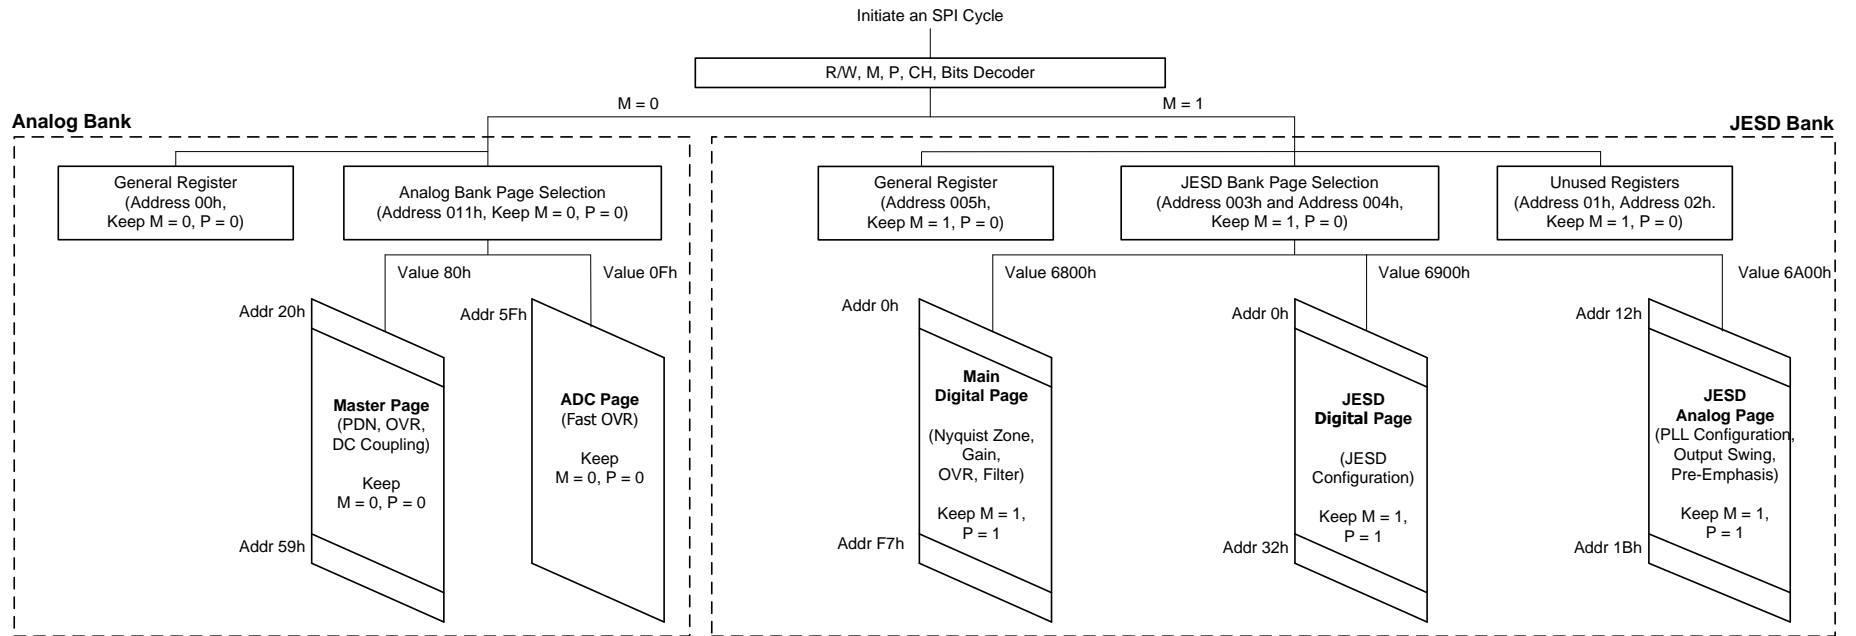 Initiate an SPI Cycle
R/W, M, P, CH, Bits Decoder
M = 0
M = 1
Analog Bank
JESD Bank
General Register
(Address 00h,
Keep M = 0, P = 0)
Analog Bank Page Selection
(Address 011h, Keep M = 0, P = 0)
General Register
(Address 005h,
Keep M = 1, P = 0)
JESD Bank Page Selection
(Address 003h and Address 004h,
Keep M = 1, P = 0)
Unused Registers
(Address 01h, Address 02h.
Keep M = 1, P = 0)
Value 80h
Value 0Fh
Value 6800h
Value 6900h
Value 6A00h
Addr 20h
Master Page
(PDN, OVR,
DC Coupling)
Keep
M = 0, P = 0
Addr 59h
Addr 5Fh
ADC Page
(Fast OVR)
Keep
M = 0, P = 0
Addr 0h
Main
Digital Page
(Nyquist Zone,
Gain,
OVR, Filter)
Keep M = 1,
P = 1
Addr F7h
Addr 0h
JESD
Digital Page
(JESD
Configuration)
Keep M = 1,
P = 1
Addr 32h
Addr 12h
JESD
Analog Page
(PLL Configuration,
Output Swing,
Pre-Emphasis)
Keep M = 1,
P = 1
Addr 1Bh